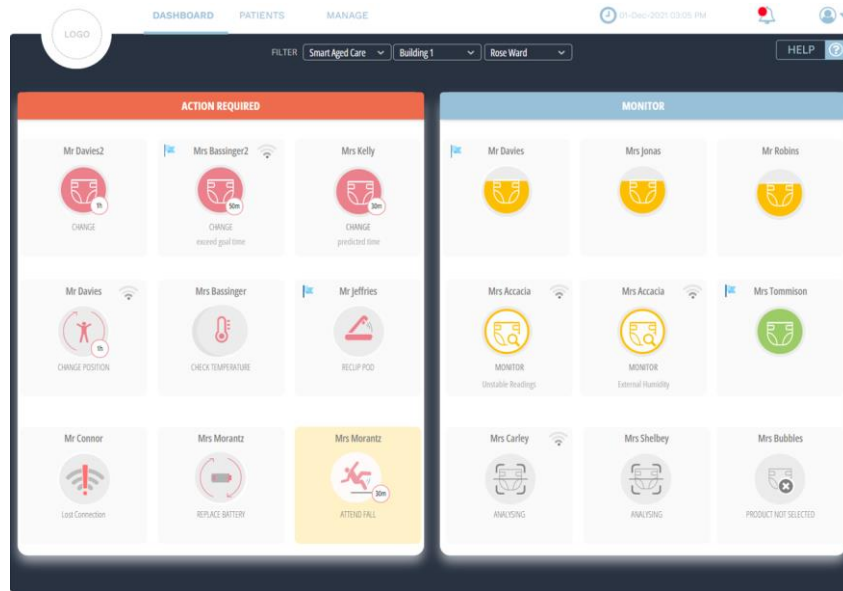 LOGO
DASHBOARD PATIENTS MANAGE
01-Dec-2021 03:05 PM
FILTER Smart Aged Care Building 1 Rose Ward
HELP ?
ACTION REQUIRED
Mr Davies2
1h
CHANGE
Mrs Bassinger2
50m
CHANGE
exceed goal time
Mrs Kelly
30m
CHANGE
predicted time
Mr Davies
1h
CHANGE POSITION
Mrs Bassinger
CHECK TEMPERATURE
Mr Jeffries
RECLIP POD
Mr Connor
Lost Connection
Mrs Morantz
REPLACE BATTERY
Mrs Morantz
30m
ATTEND FALL
MONITOR
Mr Davies
Mrs Jonas
Mr Robins
Mrs Accacia
MONITOR
Unstable Readings
Mrs Accacia
MONITOR
External Humidity
Mrs Tommison
Mrs Carley
ANALYSING
Mrs Shelbey
ANALYSING
Mrs Bubbles
PRODUCT NOT SELECTED